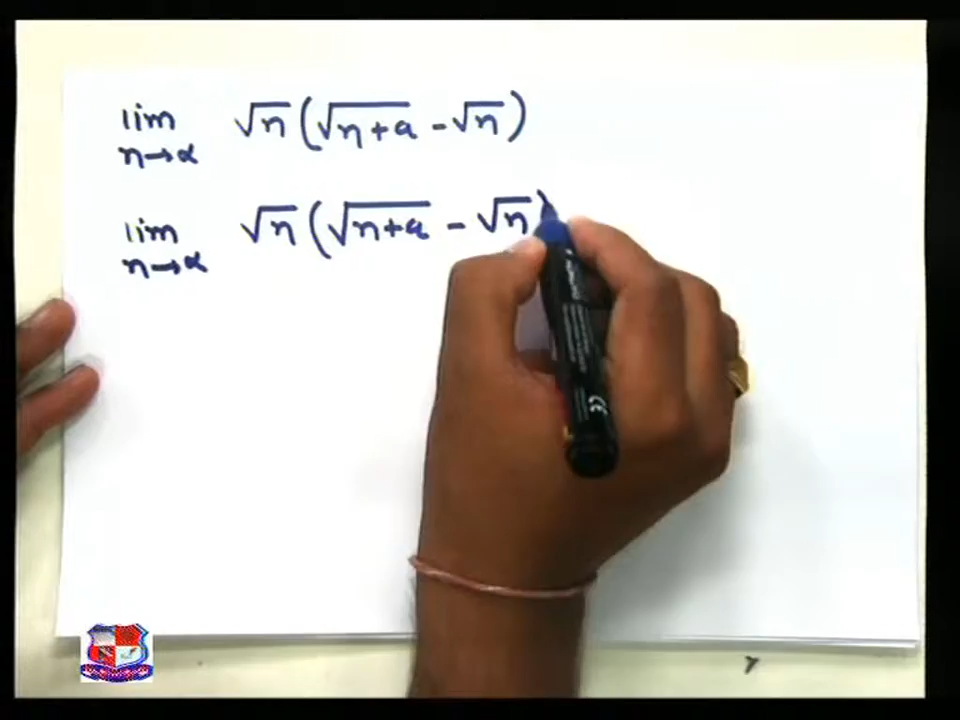 lim √n (√n+a - √n)
n→α
lim √n (√n+a - √n)
n→α